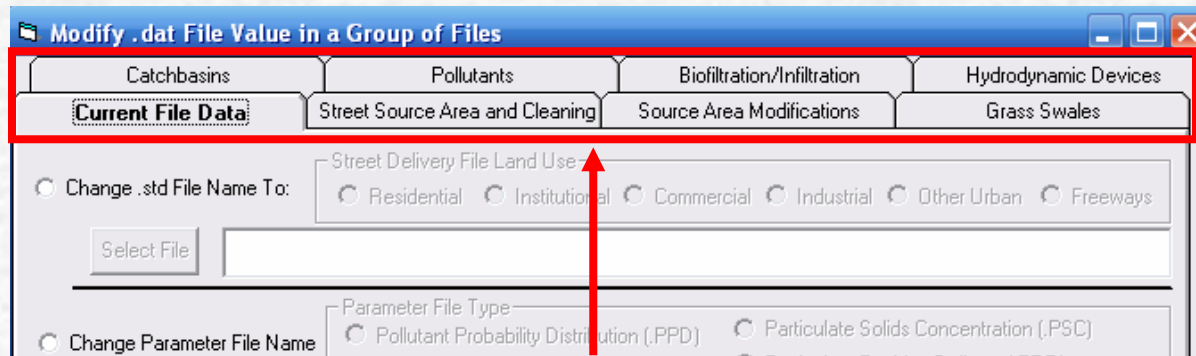 Modify .dat File Value in a Group of Files
Catchbasins Pollutants Biofiltration/Infiltration Hydrodynamic Devices
Current File Data Street Source Area and Cleaning Source Area Modifications Grass Swales
Street Delivery File Land Use
Change .std File Name To: Residential Institutional Commercial Industrial Other Urban Freeways
Select File
Parameter File Type
Change Parameter File Name Pollutant Probability Distribution (.PPD) Particulate Solids Concentration (.PSC)